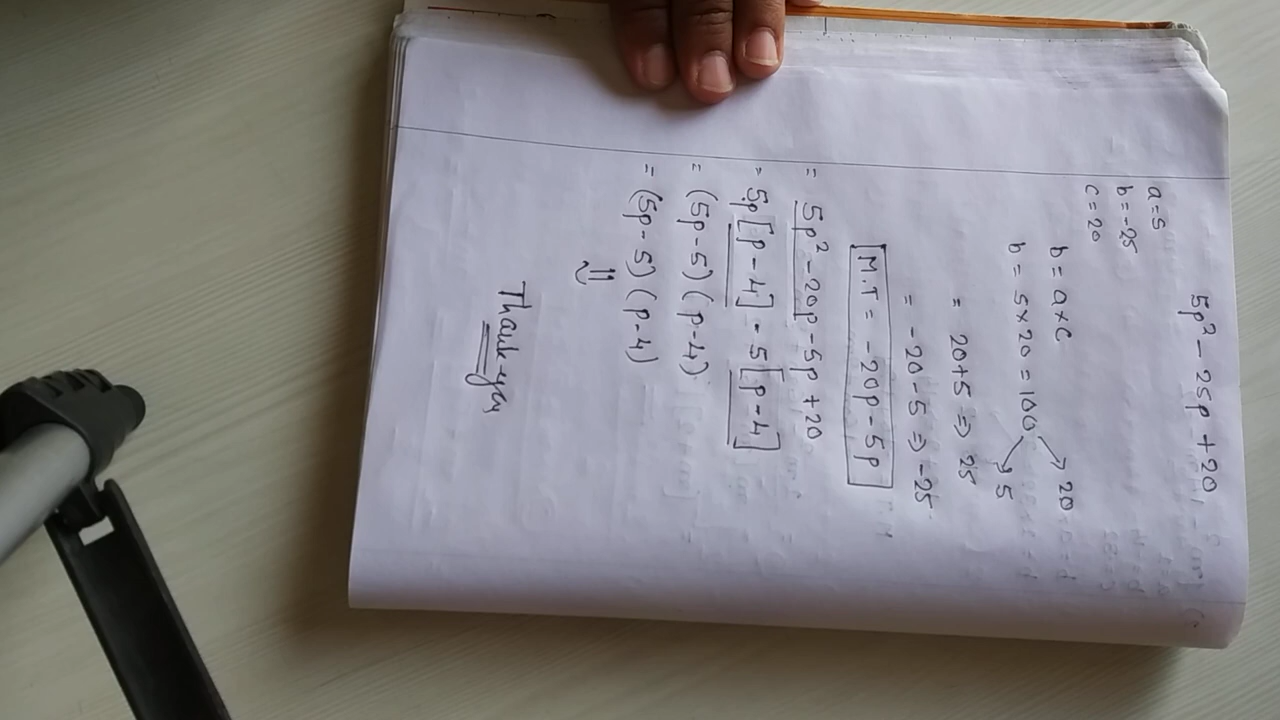 5p² - 25p + 20
a = 5
b = -25
c = 20
b = a × c
b = 5 × 20 = 100 → 20
→ 5
= 20 + 5 ⇒ 25
= -20 - 5 ⇒ -25
M.T = -20p - 5p
= 5p² - 20p - 5p + 20
= 5p [p - 4] - 5 [p - 4]
= (5p - 5) (p - 4)
= (5p - 5) (p - 4)
⇓
Thank-you